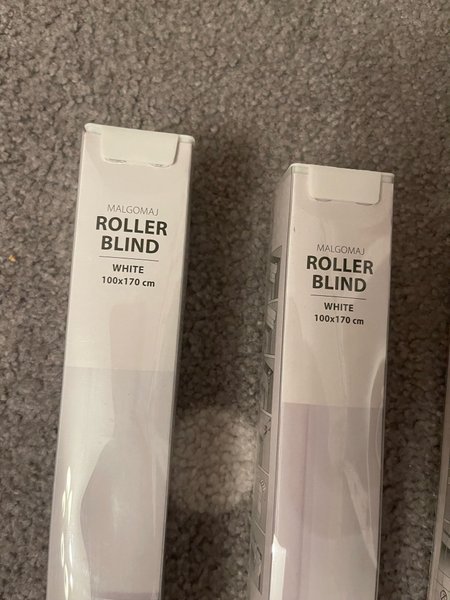 MALGOMAJ
ROLLER
BLIND
WHITE
100x170 cm
MALGOMAJ
ROLLER
BLIND
WHITE
100x170 cm